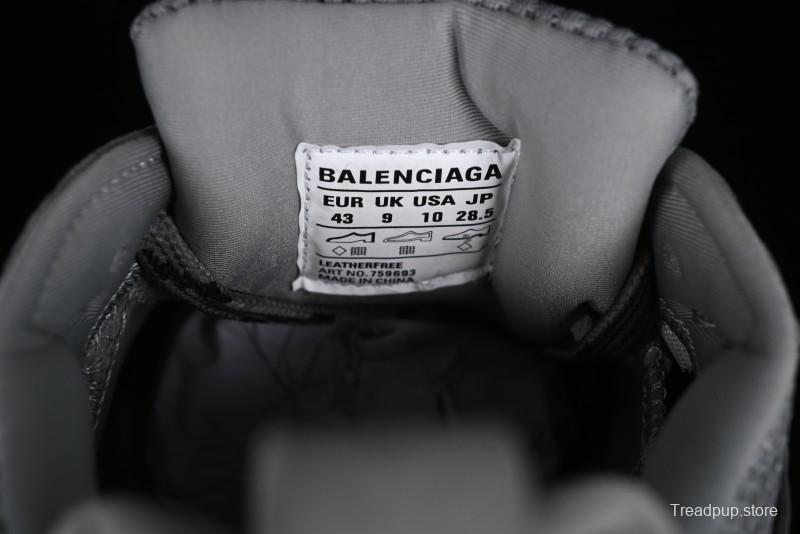 BALENCIAGA
EUR UK USA JP
43 9 10 28.5
LEATHERFREE
ART NO. 759693
MADE IN CHINA
Treadpup.store